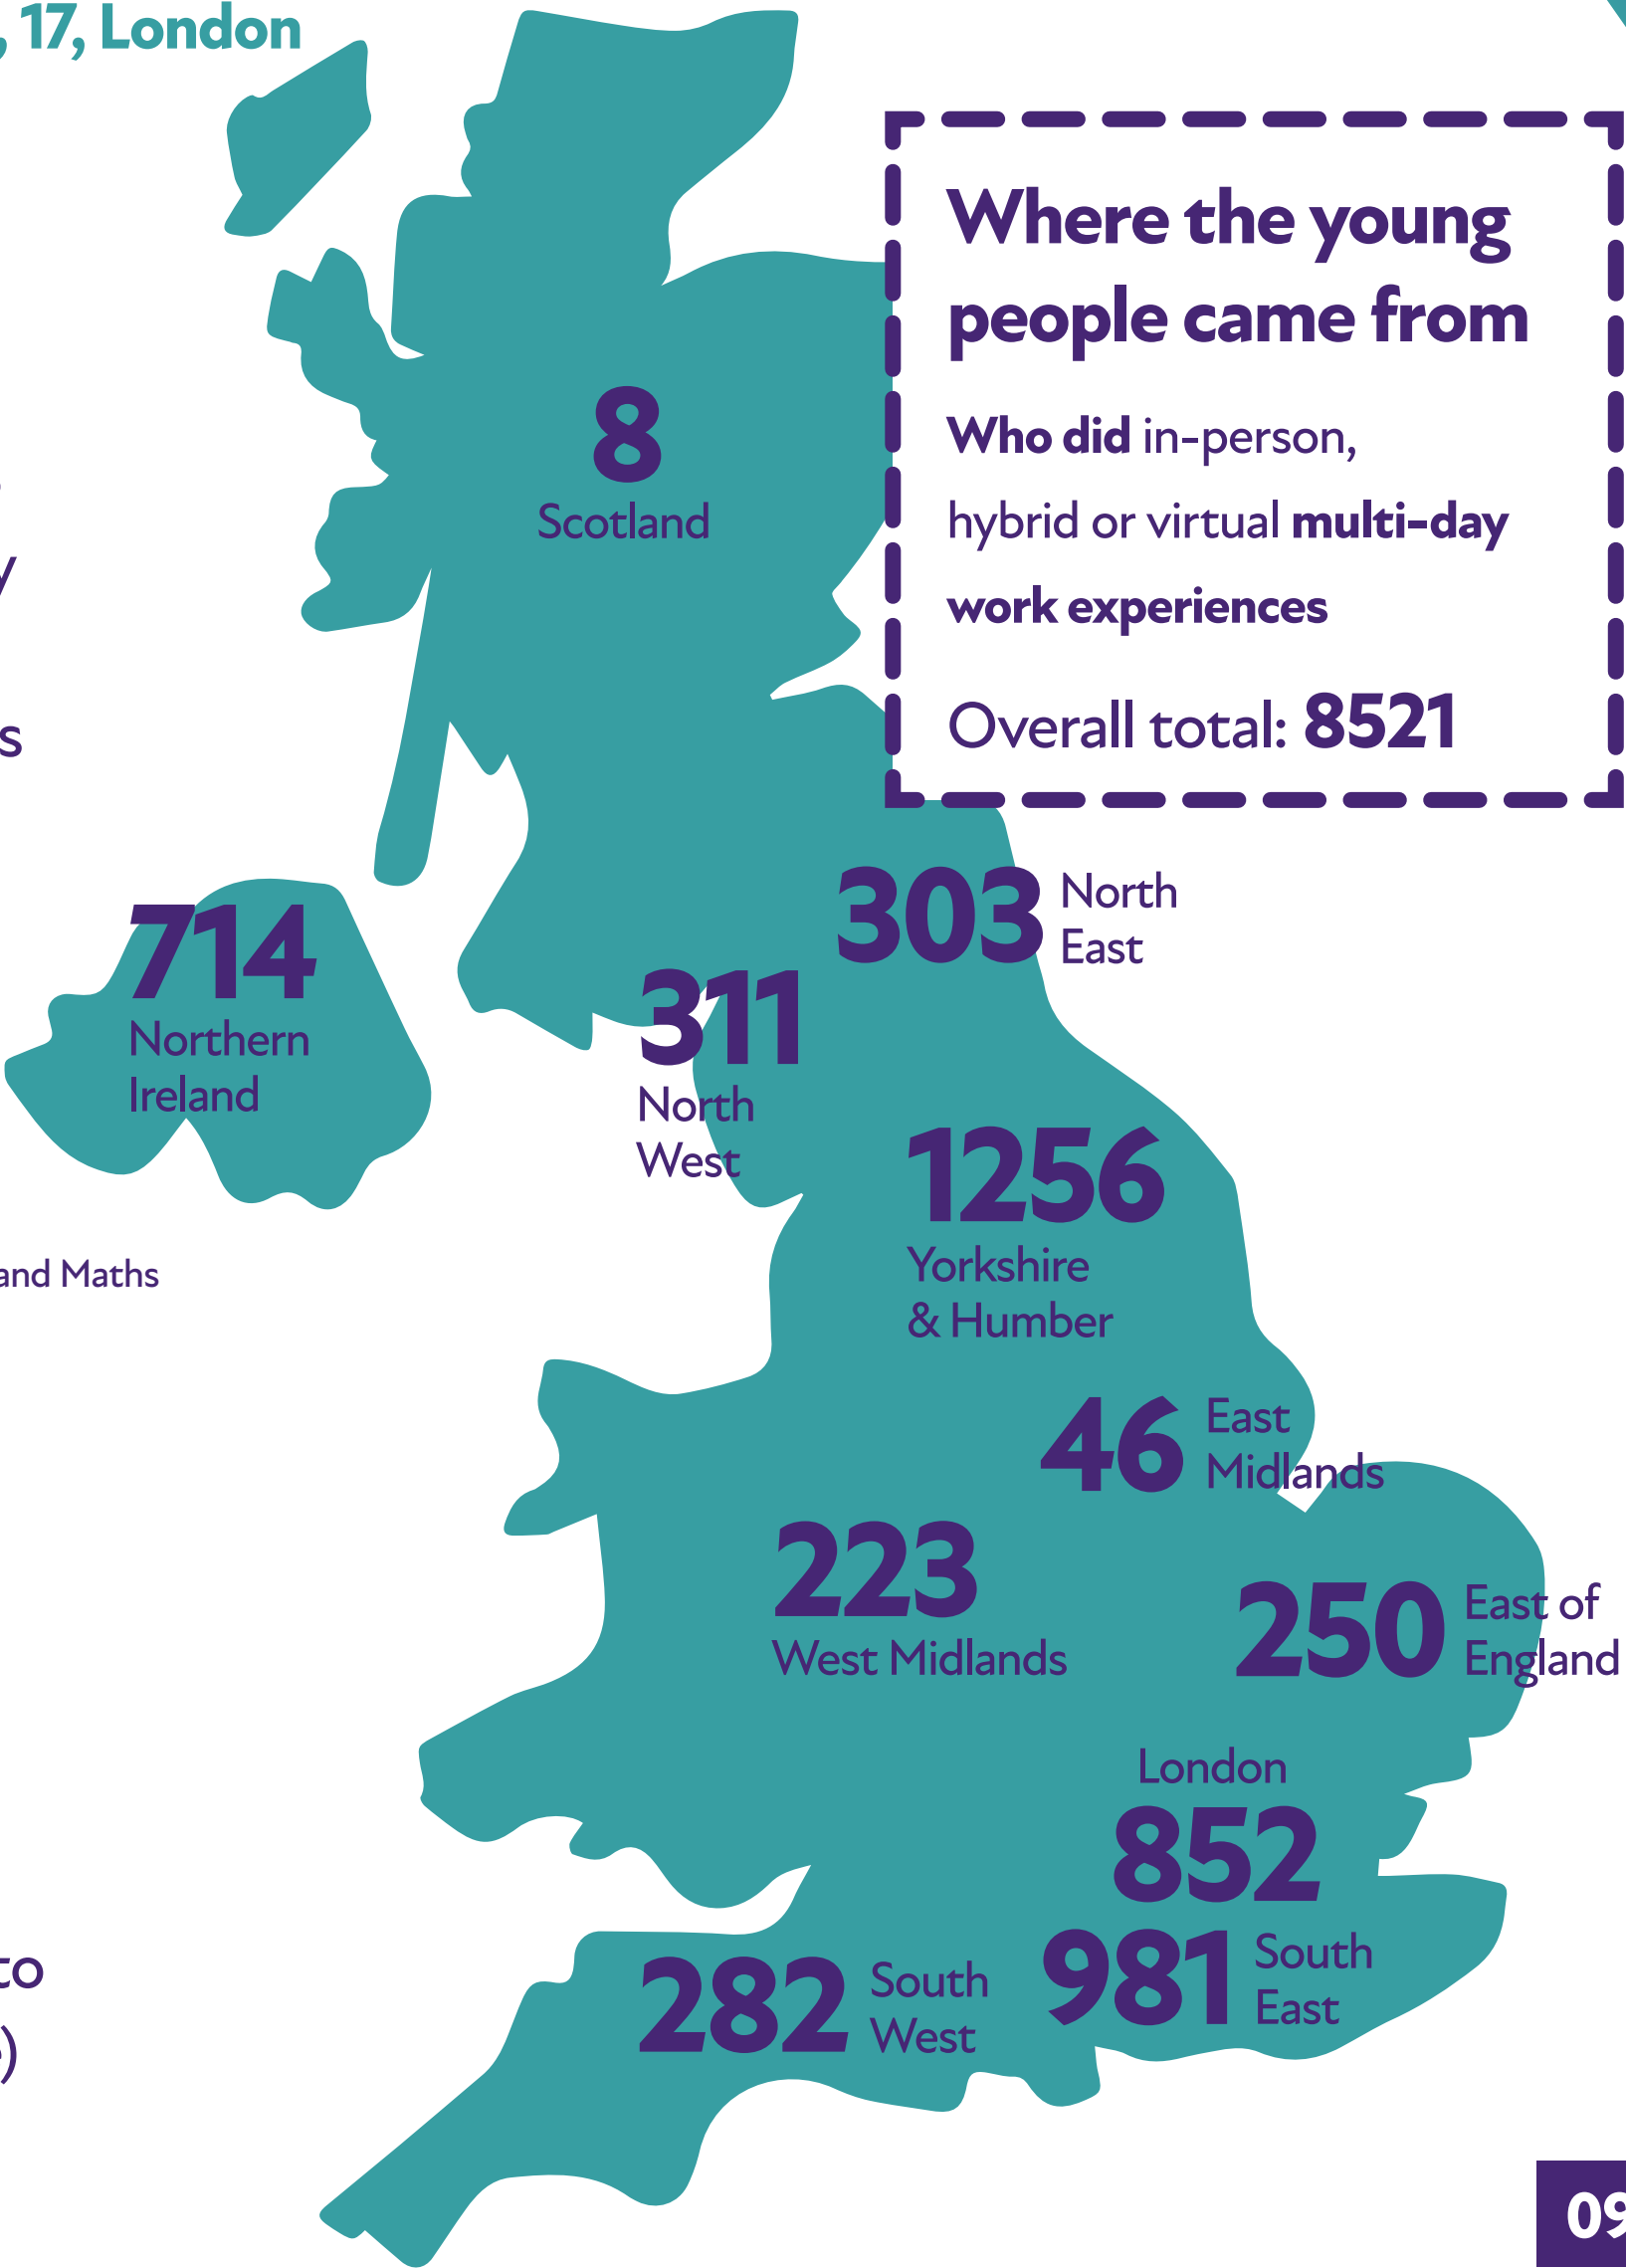 , 17, London
Where the young
people came from
Who did in-person,
hybrid or virtual multi-day
work experiences
Overall total: 8521
8
Scotland
y
s
303 North
East
714
Northern
Ireland
311
North
West
1256
Yorkshire
& Humber
and Maths
46 East
Midlands
223
West Midlands
250 East of
England
London
852
981 South
East
282 South
West
to
)
09